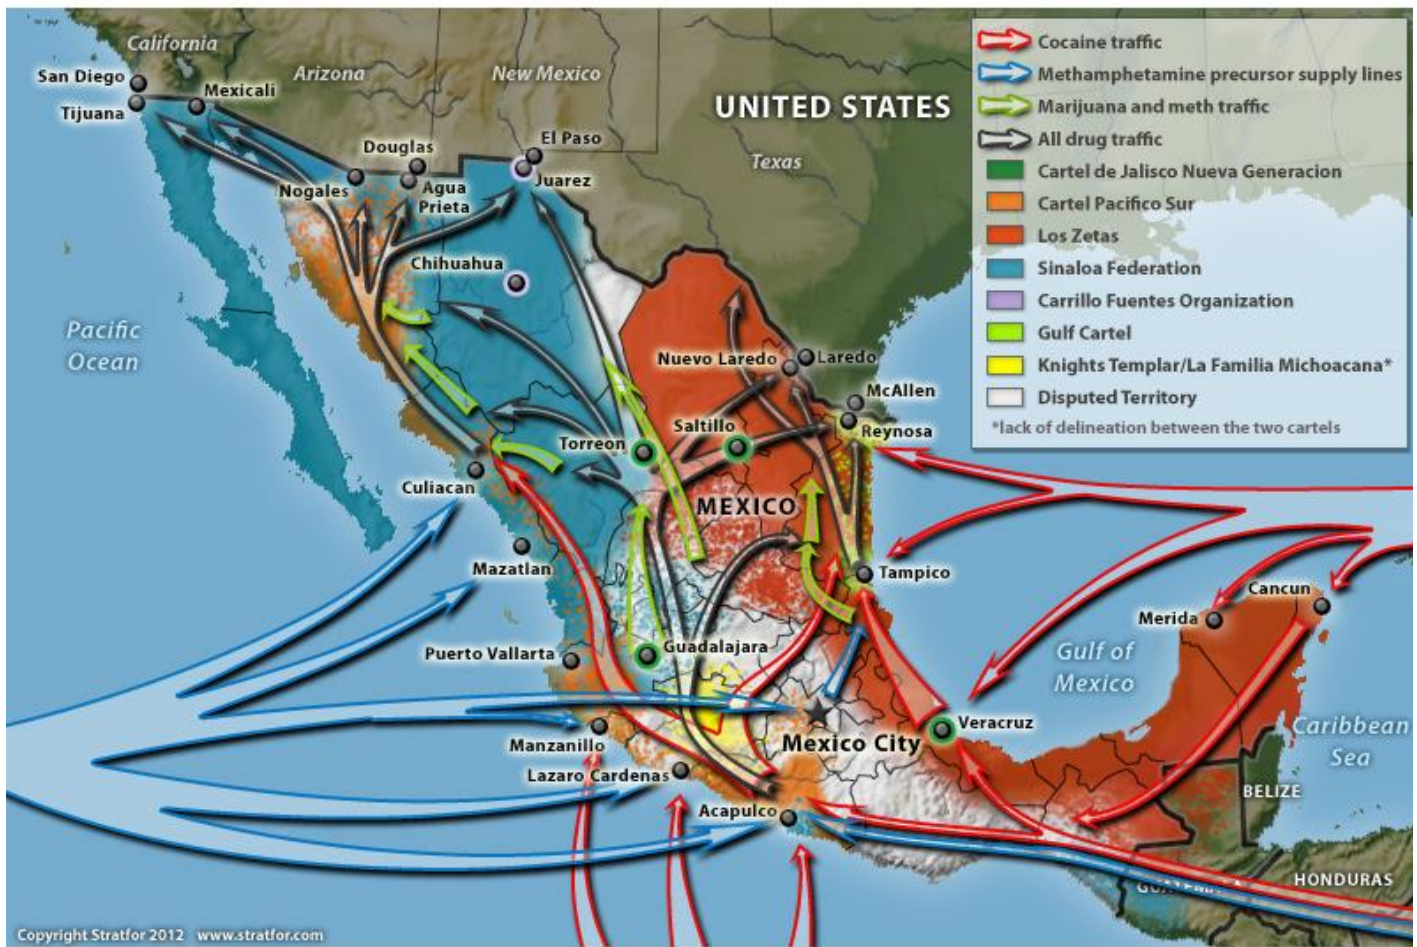 California
San Diego
Mexicali
Tijuana
Arizona
New Mexico
UNITED STATES
Texas
Douglas
El Paso
Nogales
Agua
Prieta
Juarez
Chihuahua
Pacific
Ocean
Nuevo Laredo
Laredo
McAllen
Reynosa
Torreon
Saltillo
Culiacan
MEXICO
Mazatlan
Tampico
Cancun
Merida
Puerto Vallarta
Guadalajara
Gulf of
Mexico
Manzanillo
Mexico City
Veracruz
Caribbean
Sea
Lazaro Cardenas
Acapulco
BELIZE
GUATEMALA
HONDURAS
Cocaine traffic
Methamphetamine precursor supply lines
Marijuana and meth traffic
All drug traffic
Cartel de Jalisco Nueva Generacion
Cartel Pacifico Sur
Los Zetas
Sinaloa Federation
Carrillo Fuentes Organization
Gulf Cartel
Knights Templar/La Familia Michoacana*
Disputed Territory
*lack of delineation between the two cartels
Copyright Stratfor 2012 www.stratfor.com